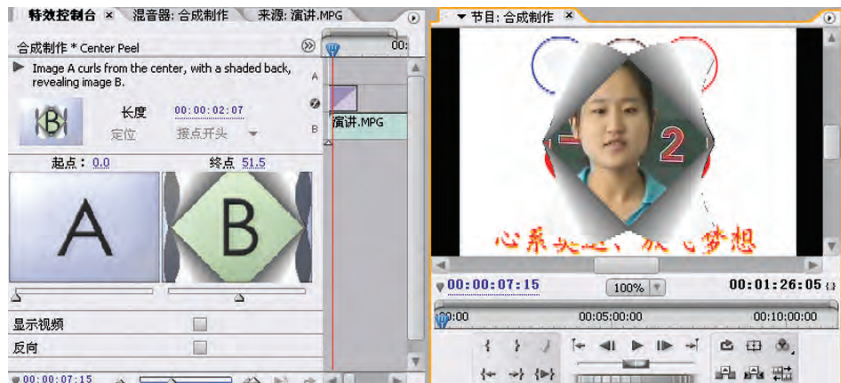 特效控制台 × 混音器: 合成制作 来源: 演讲.MPG
合成制作 * Center Peel
00:
Image A curls from the center, with a shaded back,
revealing image B.
A
长度 00:00:02:07
定位 接点开头
B
演讲.MPG
起点: 0.0 终点 51.5
A B
显示视频
反向
00:00:07:15
节目: 合成制作 ×
2
梦想
00:00:07:15 100% 00:01:26:05
00:00 00:05:00:00 00:10:00:00